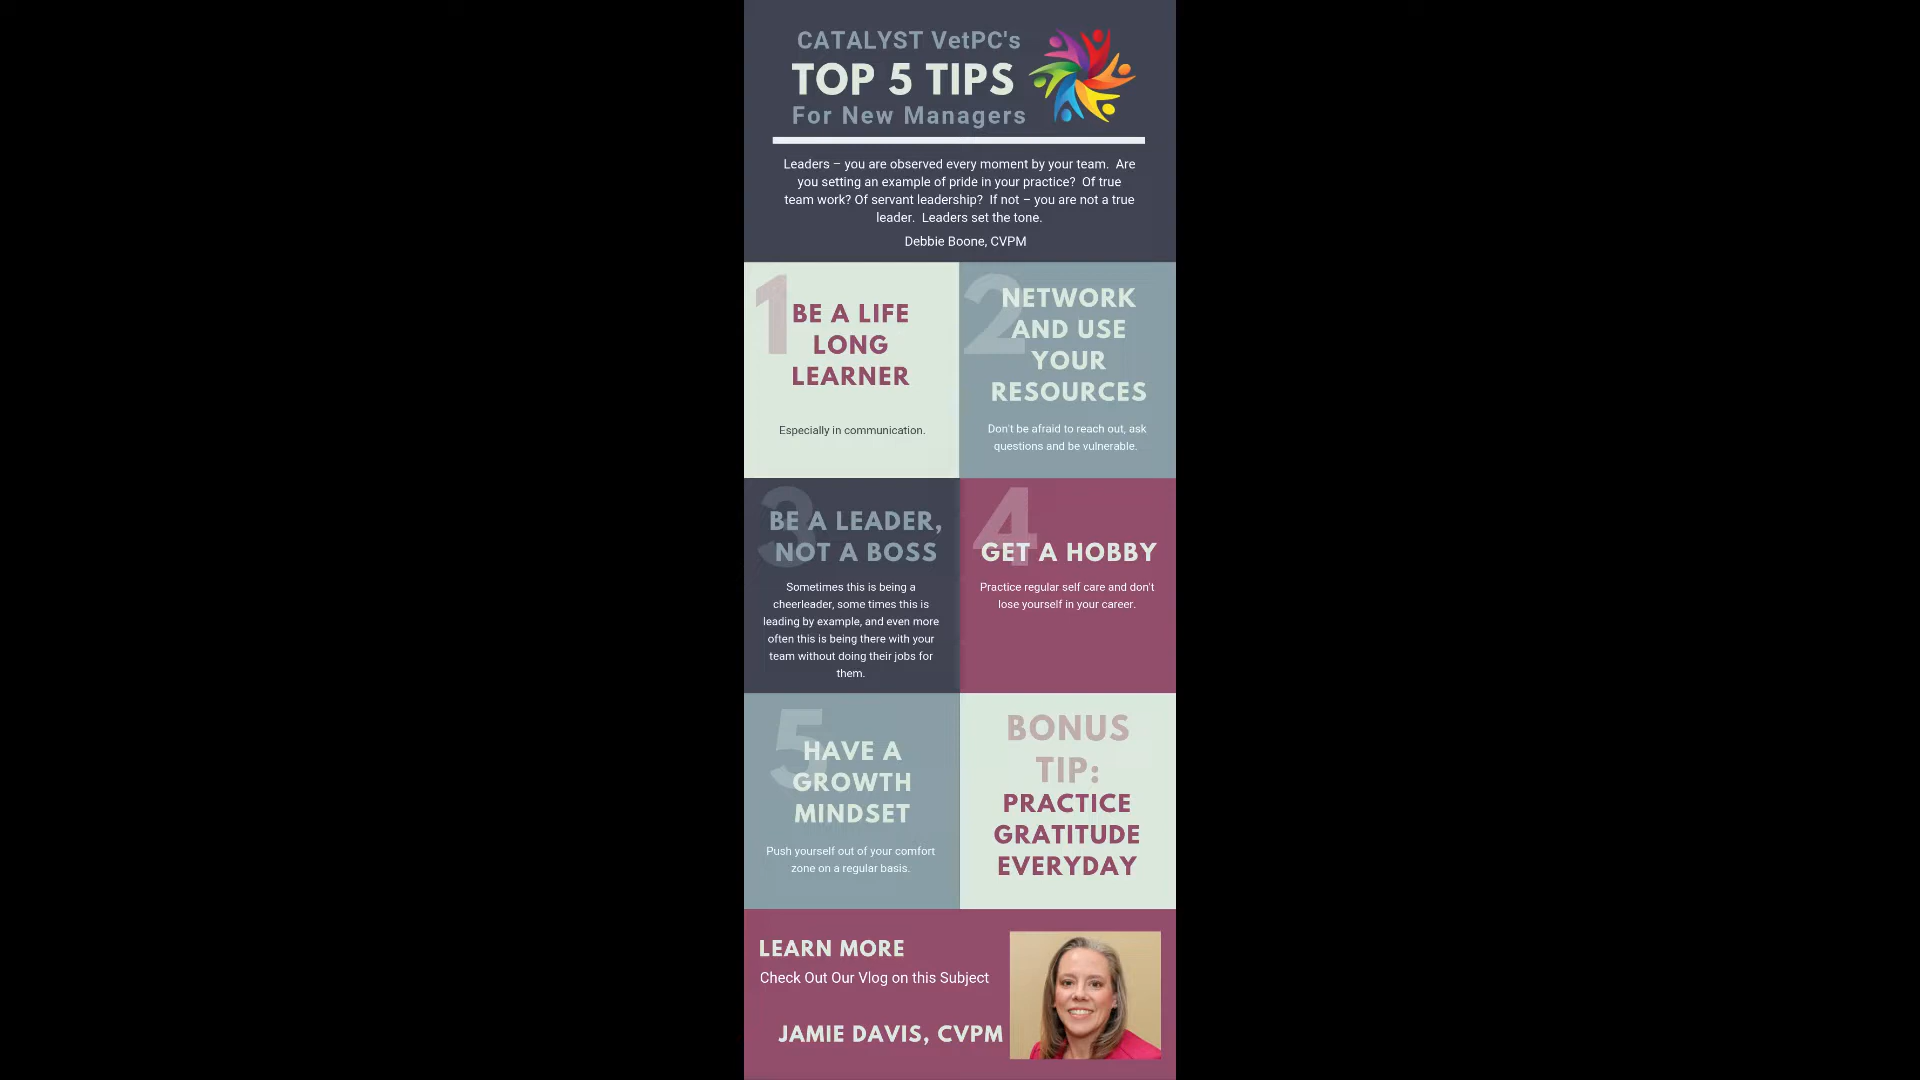 CATALYST VetPC's
TOP 5 TIPS
For New Managers
Leaders – you are observed every moment by your team.  Are
you setting an example of pride in your practice?  Of true
team work? Of servant leadership?  If not – you are not a true
leader.  Leaders set the tone.
Debbie Boone, CVPM
1
BE A LIFE
LONG
LEARNER
Especially in communication.
2
NETWORK
AND USE
YOUR
RESOURCES
Don't be afraid to reach out, ask
questions and be vulnerable.
3
BE A LEADER,
NOT A BOSS
Sometimes this is being a
cheerleader, some times this is
leading by example, and even more
often this is being there with your
team without doing their jobs for
them.
4
GET A HOBBY
Practice regular self care and don't
lose yourself in your career.
5
HAVE A
GROWTH
MINDSET
Push yourself out of your comfort
zone on a regular basis.
BONUS
TIP:
PRACTICE
GRATITUDE
EVERYDAY
LEARN MORE
Check Out Our Vlog on this Subject
JAMIE DAVIS, CVPM